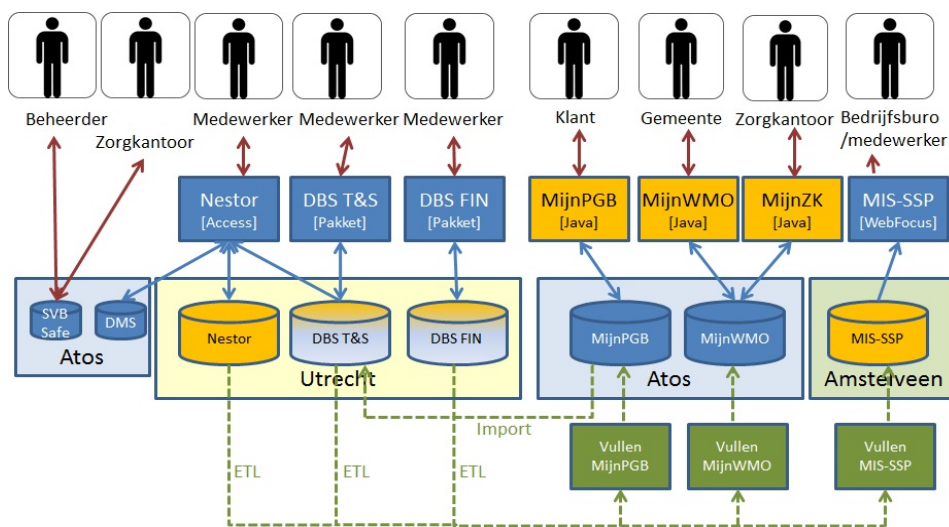 Beheerder
Zorgkantoor
Medewerker
Medewerker
Medewerker
Klant
Gemeente
Zorgkantoor
Bedrijfsburo
/medewerker
Nestor
[Access]
DBS T&S
[Pakket]
DBS FIN
[Pakket]
MijnPGB
[Java]
MijnWMO
[Java]
MijnZK
[Java]
MIS-SSP
[WebFocus]
SVB
Safe
DMS
Atos
Nestor
DBS T&S
DBS FIN
Utrecht
MijnPGB
MijnWMO
Atos
MIS-SSP
Amstelveen
Import
ETL
ETL
ETL
Vullen
MijnPGB
Vullen
MijnWMO
Vullen
MIS-SSP